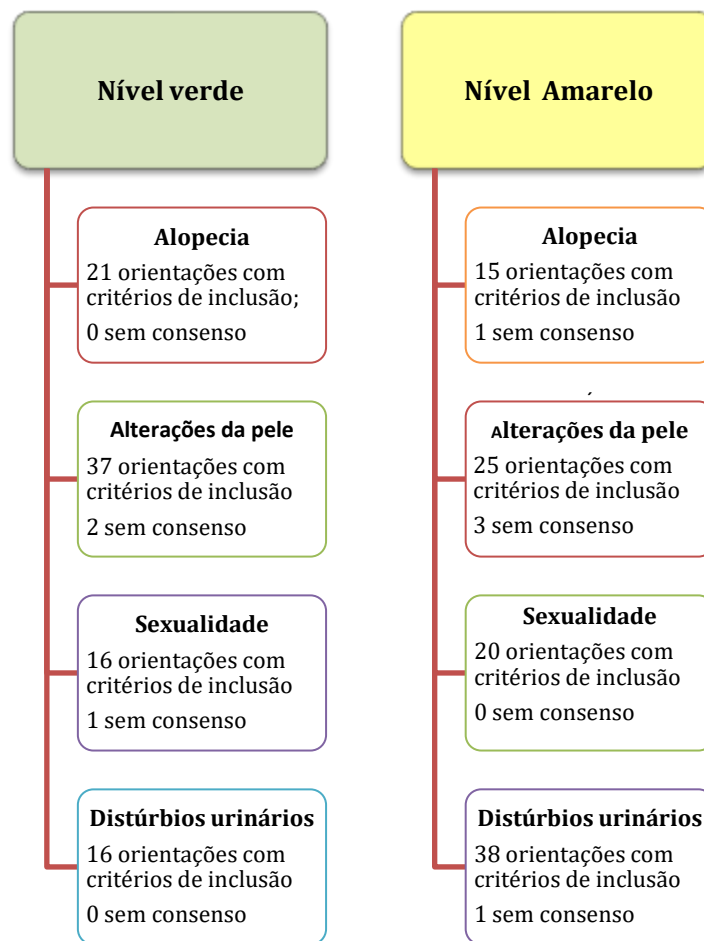 Nível verde
Alopecia
21 orientações com
critérios de inclusão;
0 sem consenso
Alterações da pele
37 orientações com
critérios de inclusão
2 sem consenso
Sexualidade
16 orientações com
critérios de inclusão
1 sem consenso
Distúrbios urinários
16 orientações com
critérios de inclusão
0 sem consenso
Nível Amarelo
Alopecia
15 orientações com
critérios de inclusão
1 sem consenso
Alterações da pele
25 orientações com
critérios de inclusão
3 sem consenso
Sexualidade
20 orientações com
critérios de inclusão
0 sem consenso
Distúrbios urinários
38 orientações com
critérios de inclusão
1 sem consenso